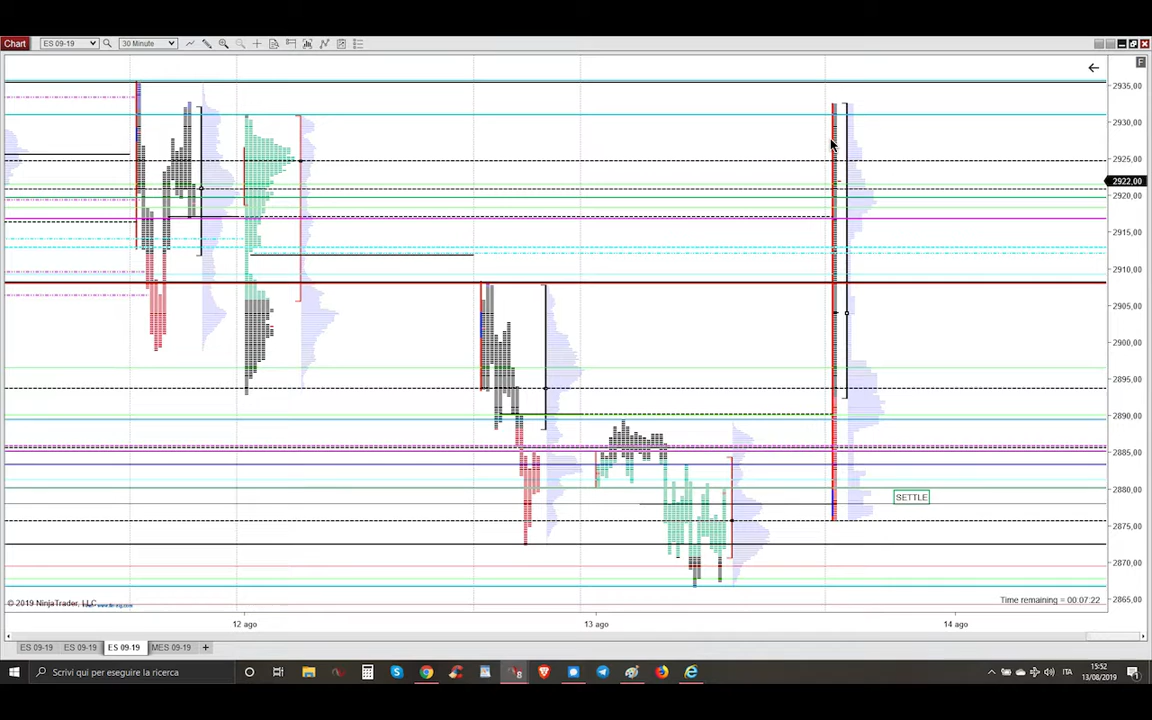 Chart ES 09-19 30 Minute
F
2935,00
2930,00
2925,00
2922,00
2920,00
2915,00
2910,00
2905,00
2900,00
2895,00
2890,00
2885,00
2880,00
SETTLE
2875,00
2870,00
2865,00
© 2019 NinjaTrader, LLC
Time remaining = 00:07:22
12 ago 13 ago 14 ago
ES 09-19 ES 09-19 ES 09-19 MES 09-19 +
Scrivi qui per eseguire la ricerca
ITA
15:52
13/08/2019